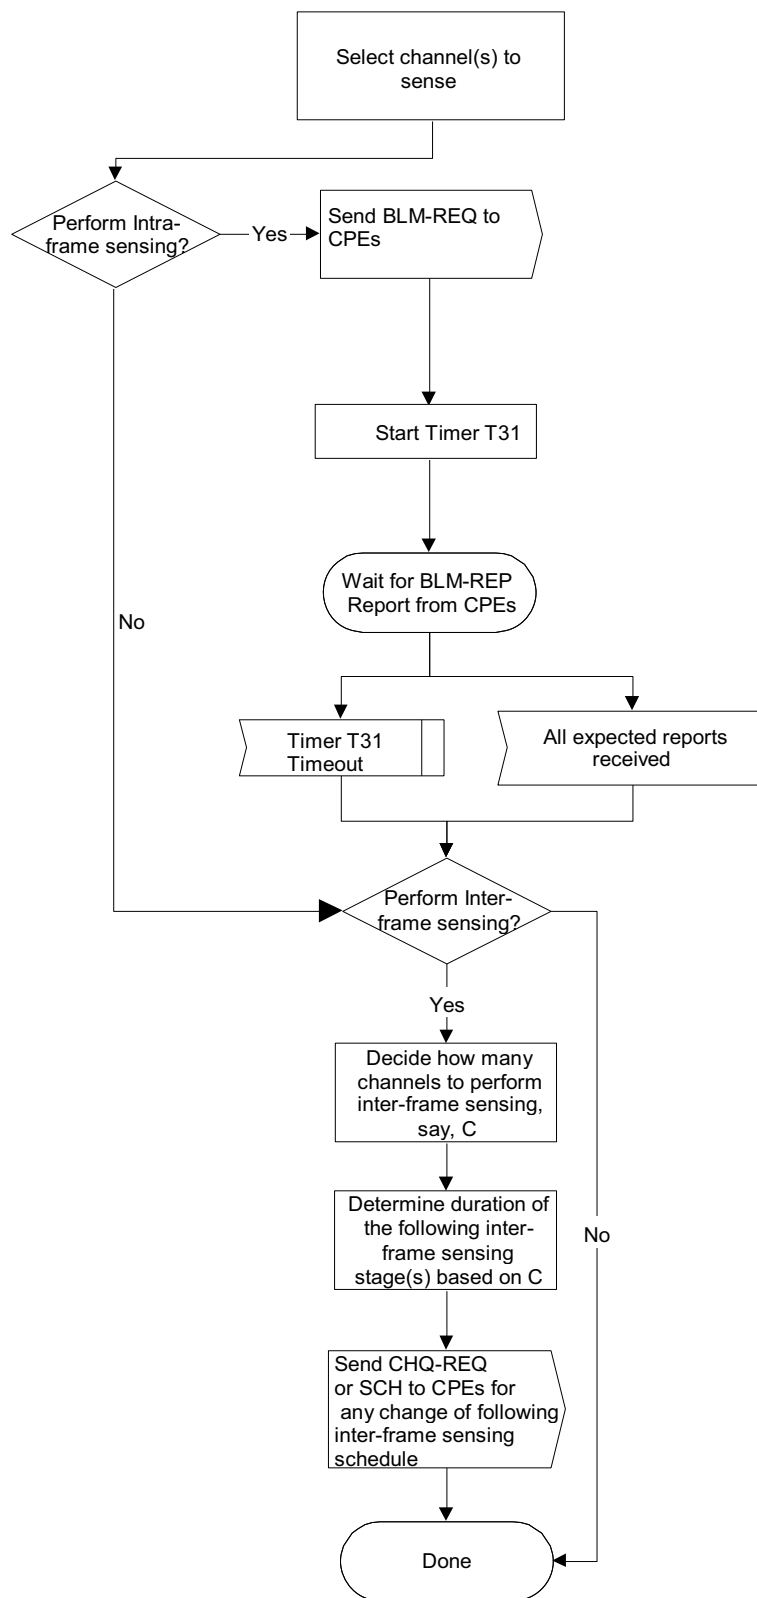 Select channel(s) to
sense
Perform Intra-
frame sensing?
Yes
Send BLM-REQ to
CPEs
Start Timer T31
Wait for BLM-REP
Report from CPEs
No
Timer T31
Timeout
All expected reports
received
Perform Inter-
frame sensing?
Yes
Decide how many
channels to perform
inter-frame sensing,
say, C
Determine duration of
the following inter-
frame sensing
stage(s) based on C
No
Send CHQ-REQ
or SCH to CPEs for
any change of following
inter-frame sensing
schedule
Done